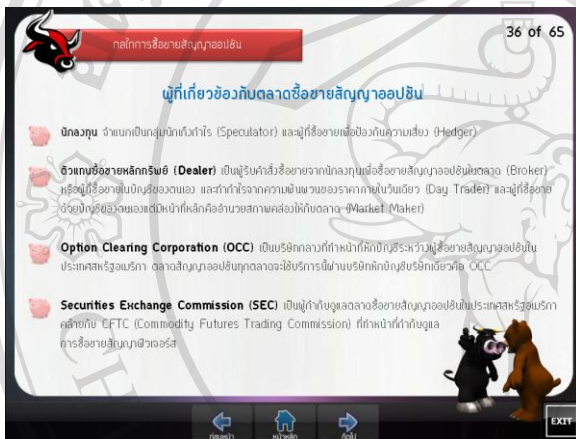 36 of 65
กลไกการซื้อขายสัญญาออปชัน
ผู้ที่เกี่ยวข้องกับตลาดซื้อขายสัญญาออปชัน
นักลงทุน จำแนกเป็นกลุ่มนักเก็งกำไร (Speculator) และผู้ที่ซื้อขายเพื่อป้องกันความเสี่ยง (Hedger)
ตัวแทนซื้อขายหลักทรัพย์ (Dealer) เป็นผู้รับคำสั่งซื้อขายจากนักลงทุนเพื่อซื้อขายสัญญาออปชันในตลาด (Broker)
หรือผู้ที่ซื้อขายในบัญชีของตนเอง และทำกำไรจากความผันผวนของราคาภายในวันเดียว (Day Trader) และผู้ที่ซื้อขาย
ด้วยบัญชีของตนเองแต่มีหน้าที่หลักคืออำนวยสภาพคล่องให้กับตลาด (Market Maker)
Option Clearing Corporation (OCC) เป็นบริษัทกลางที่ทำหน้าที่หักบัญชีระหว่างผู้ซื้อขายสัญญาออปชันใน
ประเทศสหรัฐอเมริกา ตลาดสัญญาออปชันทุกตลาดจะใช้บริการนี้ผ่านบริษัทหักบัญชีบริษัทเดียวคือ OCC
Securities Exchange Commission (SEC) เป็นผู้กำกับดูแลตลาดซื้อขายสัญญาออปชันในประเทศสหรัฐอเมริกา
คล้ายกับ CFTC (Commodity Futures Trading Commission) ที่ทำหน้าที่กำกับดูแล
การซื้อขายสัญญาฟิวเจอร์ส
ก่อนหน้า หน้าหลัก ถัดไป EXIT